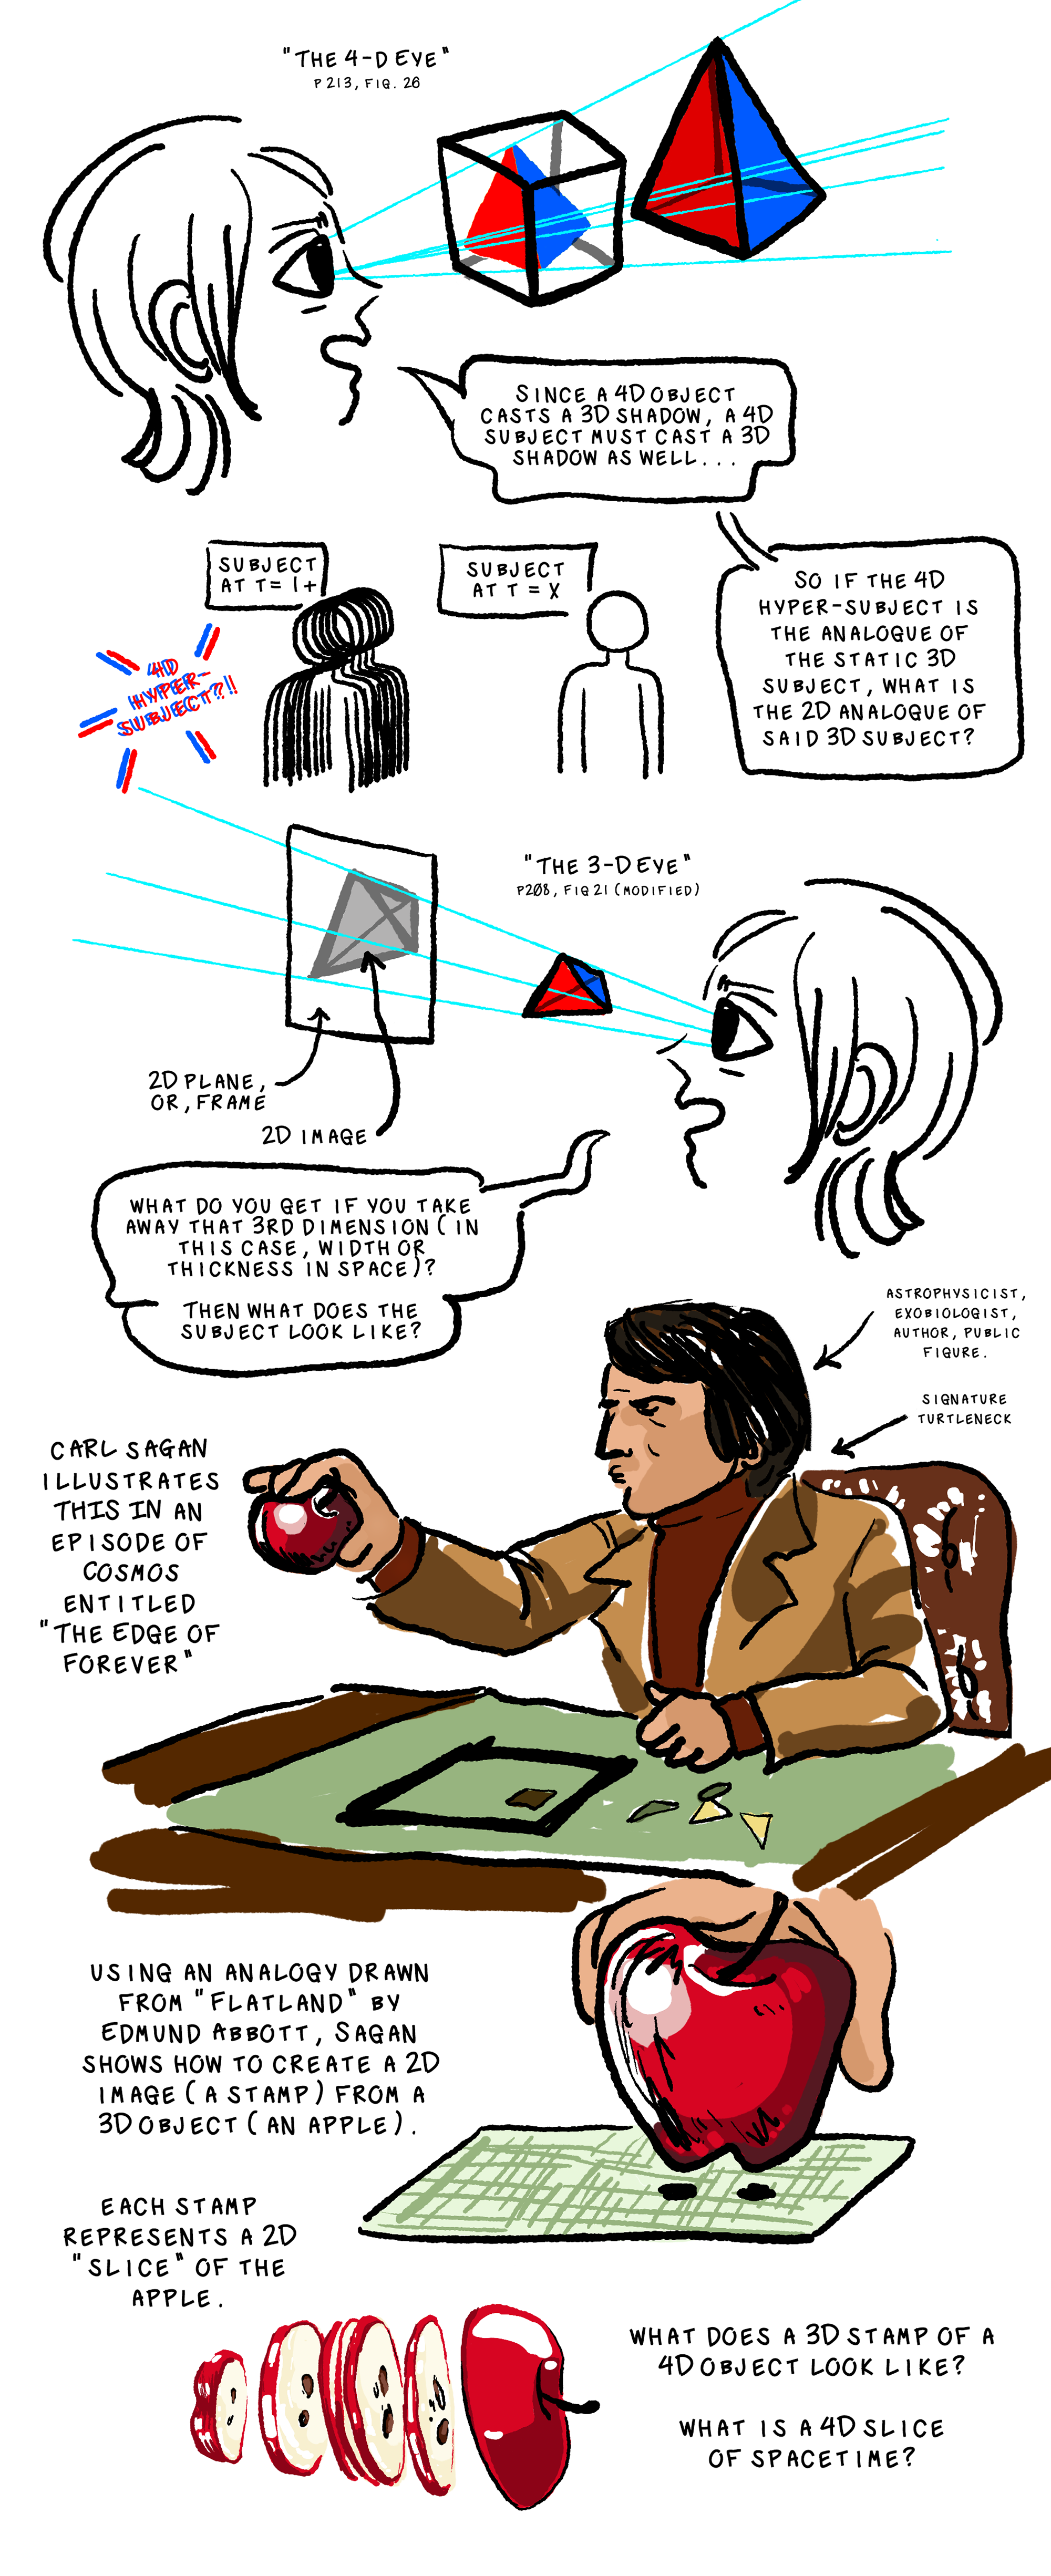 "THE 4-D EYE"
P213, FIG. 26
SINCE A 4D OBJECT
CASTS A 3D SHADOW, A 4D
SUBJECT MUST CAST A 3D
SHADOW AS WELL...
SUBJECT
AT T= 1+
SUBJECT
AT T = X
SO IF THE 4D
HYPER-SUBJECT IS
THE ANALOGUE OF
THE STATIC 3D
SUBJECT, WHAT IS
THE 2D ANALOGUE OF
SAID 3D SUBJECT?
4D
HYPER-
SUBJECT?!!
"THE 3-D EYE"
P208, FIG 21 (MODIFIED)
2D PLANE,
OR, FRAME
2D IMAGE
WHAT DO YOU GET IF YOU TAKE
AWAY THAT 3RD DIMENSION (IN
THIS CASE, WIDTH OR
THICKNESS IN SPACE)?
THEN WHAT DOES THE
SUBJECT LOOK LIKE?
ASTROPHYSICIST,
EXOBIOLOGIST,
AUTHOR, PUBLIC
FIGURE.
SIGNATURE
TURTLENECK
CARL SAGAN
ILLUSTRATES
THIS IN AN
EPISODE OF
COSMOS
ENTITLED
"THE EDGE OF
FOREVER"
USING AN ANALOGY DRAWN
FROM "FLATLAND" BY
EDMUND ABBOTT, SAGAN
SHOWS HOW TO CREATE A 2D
IMAGE (A STAMP) FROM A
3D OBJECT (AN APPLE).
EACH STAMP
REPRESENTS A 2D
"SLICE" OF THE
APPLE.
WHAT DOES A 3D STAMP OF A
4D OBJECT LOOK LIKE?
WHAT IS A 4D SLICE
OF SPACETIME?